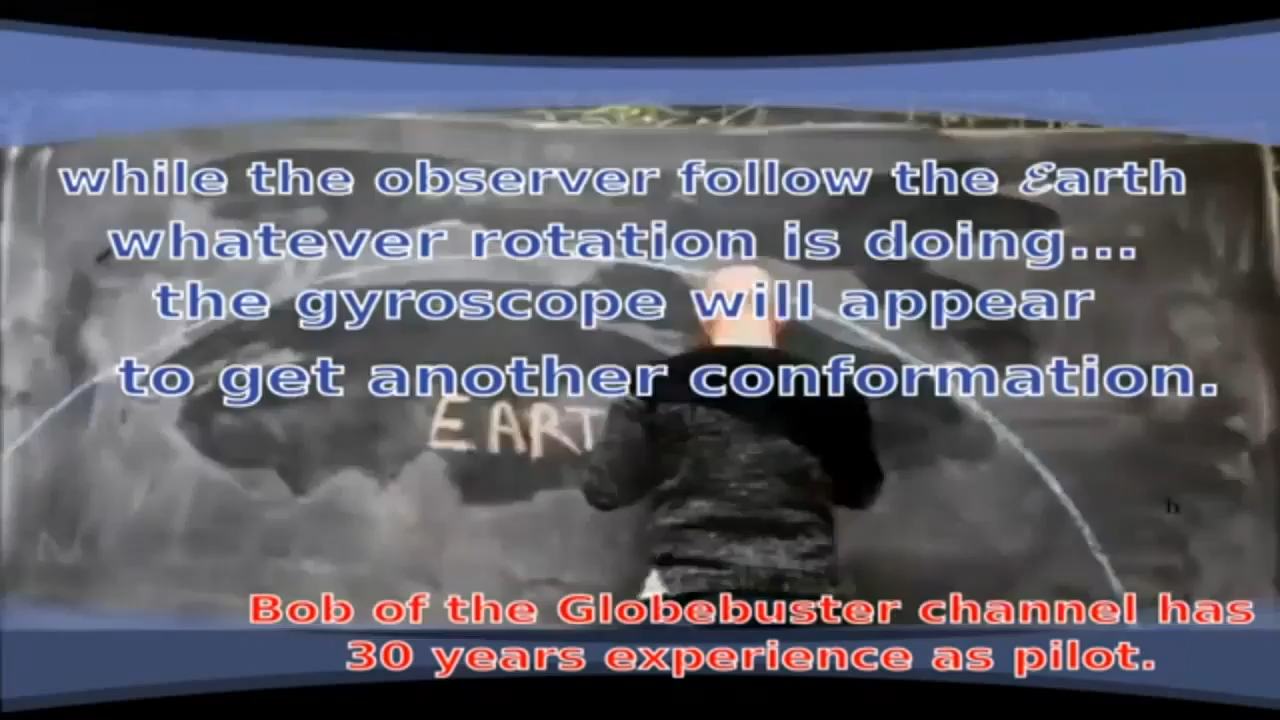 while the observer follow the Earth
whatever rotation is doing...
the gyroscope will appear
to get another conformation.
EART
h
Bob of the Globebuster channel has
30 years experience as pilot.